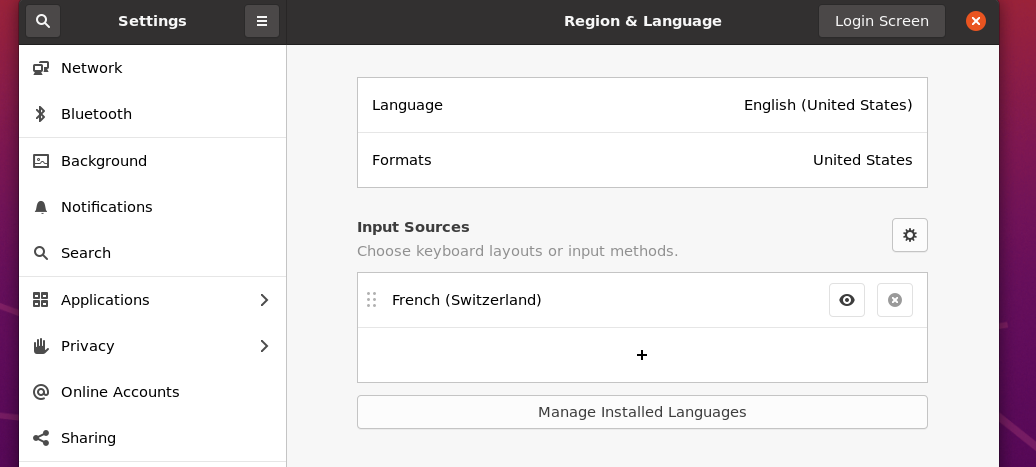 Settings
Region & Language
Login Screen
Network
Bluetooth
Background
Notifications
Search
Applications
Privacy
Online Accounts
Sharing
Language
English (United States)
Formats
United States
Input Sources
Choose keyboard layouts or input methods.
French (Switzerland)
Manage Installed Languages